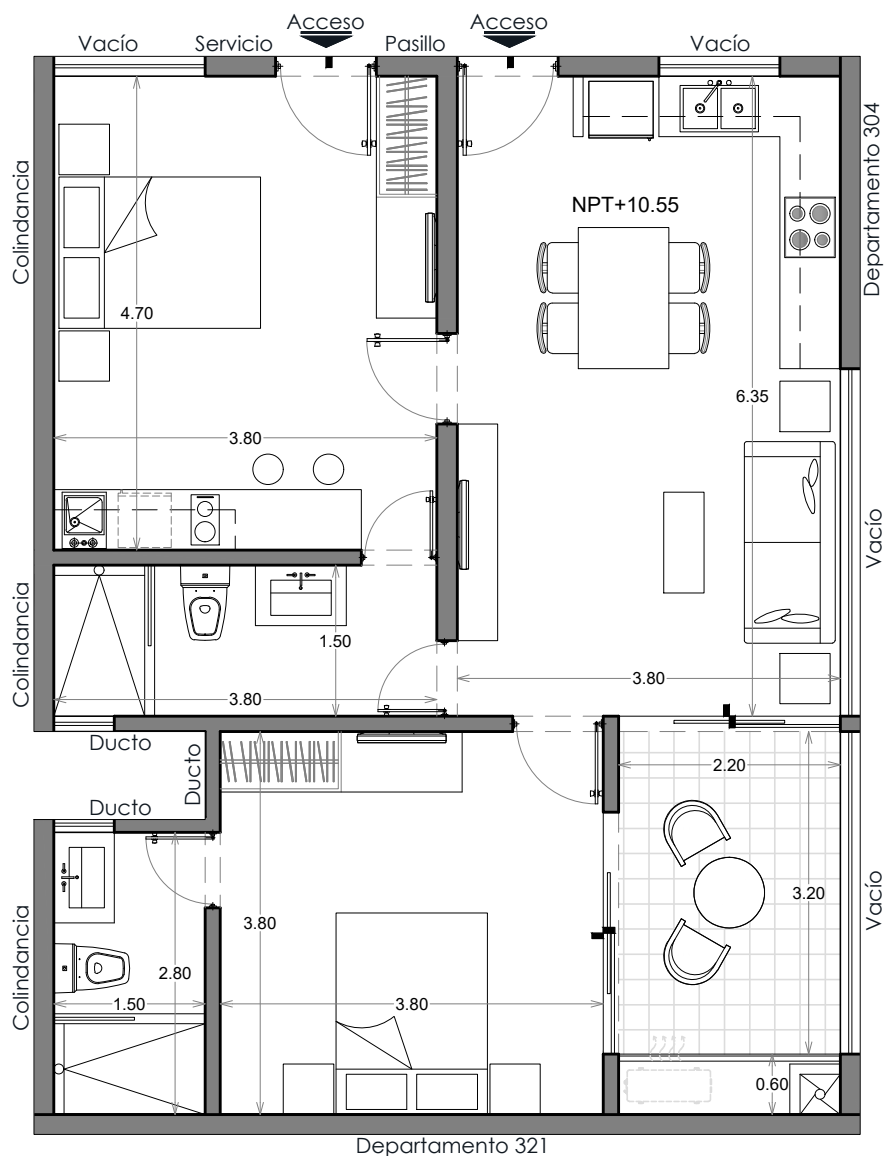 Acceso
Acceso
Vacío
Servicio
Pasillo
Vacío
Colindancia
Departamento 304
NPT+10.55
4.70
6.35
3.80
Vacío
Colindancia
1.50
3.80
3.80
Ducto
Ducto
2.20
Ducto
3.80
3.20
Vacío
Colindancia
2.80
1.50
3.80
0.60
Departamento 321